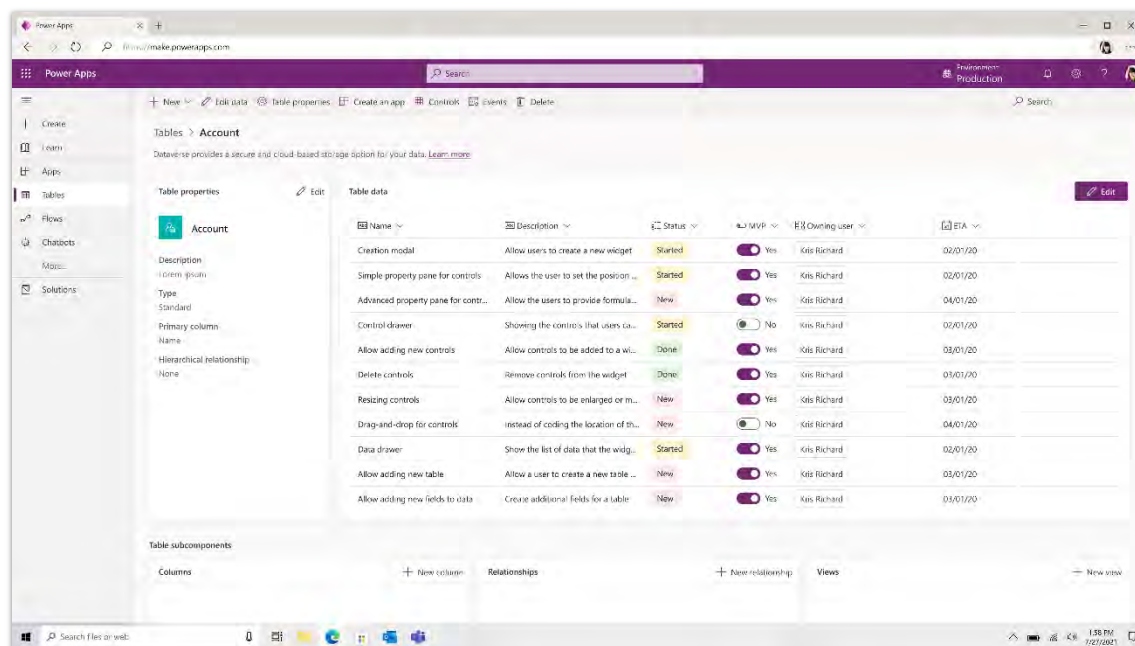 Power Apps
make.powerapps.com
Power Apps
Search
Environment
Production
New
Edit data
Table properties
Create an app
Controls
Events
Delete
Search
Create
Learn
Apps
Tables
Flows
Chatbots
More...
Solutions
Tables > Account
Dataverse provides a secure and cloud-based storage option for your data. Learn more
Table properties
Edit
Account
Description
Lorem ipsum
Type
Standard
Primary column
Name
Hierarchical relationship
None
Table data
Edit
Name Description Status MVP Owning user ETA
Creation modal Allow users to create a new widget Started Yes Kris Richard 02/01/20
Simple property pane for controls Allows the user to set the position ... Started Yes Kris Richard 02/01/20
Advanced property pane for contr... Allow the users to provide formula... New Yes Kris Richard 04/01/20
Control drawer Showing the controls that users ca... Started No Kris Richard 02/01/20
Allow adding new controls Allow controls to be added to a wi... Done Yes Kris Richard 03/01/20
Delete controls Remove controls from the widget Done Yes Kris Richard 03/01/20
Resizing controls Allow controls to be enlarged or m... New Yes Kris Richard 03/01/20
Drag-and-drop for controls Instead of coding the location of th... New No Kris Richard 04/01/20
Data drawer Show the list of data that the widg... Started Yes Kris Richard 02/01/20
Allow adding new table Allow a user to create a new table ... New Yes Kris Richard 03/01/20
Allow adding new fields to data Create additional fields for a table New Yes Kris Richard 03/01/20
Table subcomponents
Columns
New column
Relationships
New relationship
Views
New view
Search files or web
1:58 PM
7/27/2021